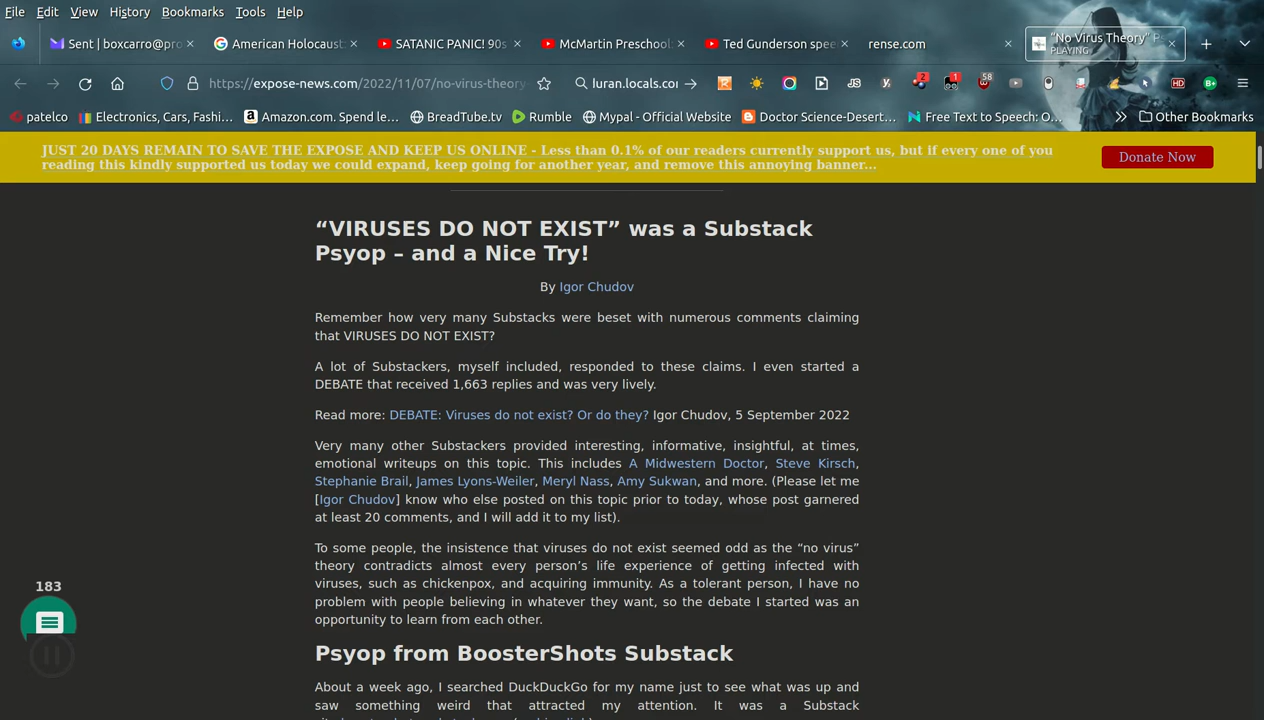 File Edit View History Bookmarks Tools Help
Sent | boxcarro@pro
American Holocaust:
SATANIC PANIC! 90s
McMartin Preschool:
Ted Gunderson spee
rense.com
"No Virus Theory" Ps
PLAYING
https://expose-news.com/2022/11/07/no-virus-theory-
luran.locals.co
JS
2
1
58
HD
B+
patelco
Electronics, Cars, Fashi...
Amazon.com. Spend le...
BreadTube.tv
Rumble
Mypal - Official Website
Doctor Science-Desert...
Free Text to Speech: O...
Other Bookmarks
JUST 20 DAYS REMAIN TO SAVE THE EXPOSE AND KEEP US ONLINE - Less than 0.1% of our readers currently support us, but if every one of you
reading this kindly supported us today we could expand, keep going for another year, and remove this annoying banner...
Donate Now
“VIRUSES DO NOT EXIST” was a Substack
Psyop – and a Nice Try!
By Igor Chudov
Remember how very many Substacks were beset with numerous comments claiming
that VIRUSES DO NOT EXIST?
A lot of Substackers, myself included, responded to these claims. I even started a
DEBATE that received 1,663 replies and was very lively.
Read more: DEBATE: Viruses do not exist? Or do they? Igor Chudov, 5 September 2022
Very many other Substackers provided interesting, informative, insightful, at times,
emotional writeups on this topic. This includes A Midwestern Doctor, Steve Kirsch,
Stephanie Brail, James Lyons-Weiler, Meryl Nass, Amy Sukwan, and more. (Please let me
[Igor Chudov] know who else posted on this topic prior to today, whose post garnered
at least 20 comments, and I will add it to my list).
To some people, the insistence that viruses do not exist seemed odd as the “no virus”
theory contradicts almost every person’s life experience of getting infected with
viruses, such as chickenpox, and acquiring immunity. As a tolerant person, I have no
problem with people believing in whatever they want, so the debate I started was an
opportunity to learn from each other.
183
Psyop from BoosterShots Substack
About a week ago, I searched DuckDuckGo for my name just to see what was up and
saw something weird that attracted my attention. It was a Substack